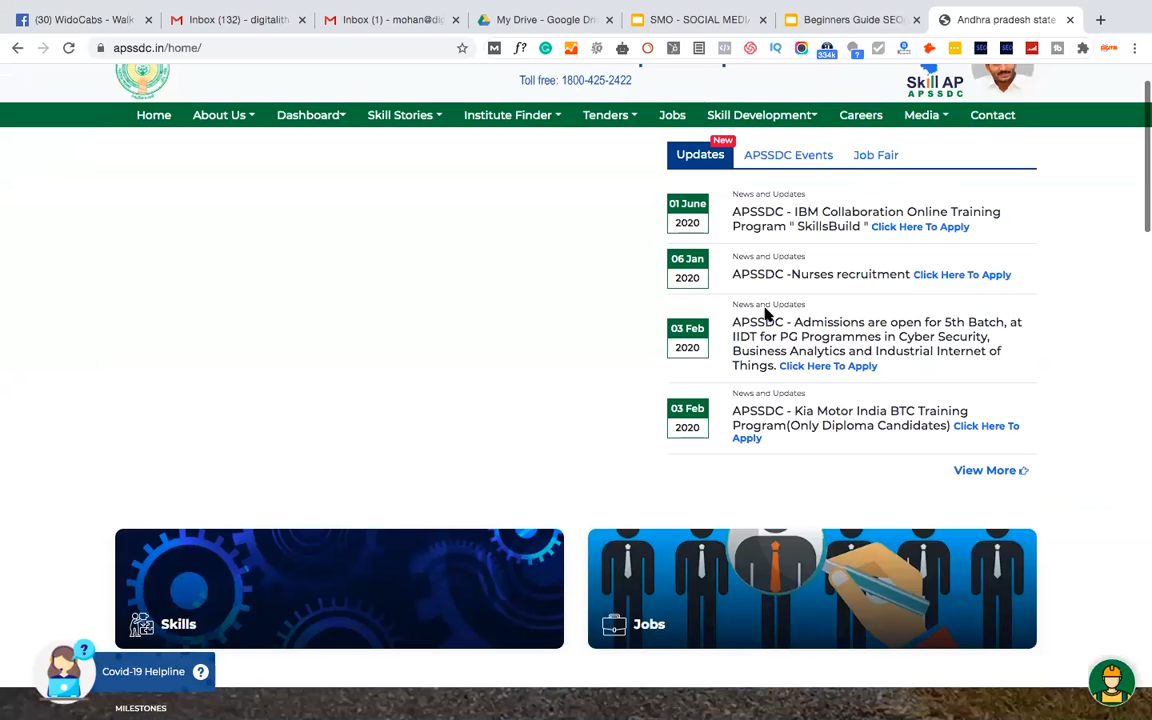 (30) WidoCabs - Walk
Inbox (132) - digitalith
Inbox (1) - mohan@dig
My Drive - Google Dri
SMO - SOCIAL MEDIA
Beginners Guide SEO
Andhra pradesh state
apssdc.in/home/
334k
Toll free: 1800-425-2422
Skill AP
APSSDC
Home About Us Dashboard Skill Stories Institute Finder Tenders Jobs Skill Development Careers Media Contact
New
Updates APSSDC Events Job Fair
News and Updates
01 June
2020
APSSDC - IBM Collaboration Online Training
Program " SkillsBuild " Click Here To Apply
News and Updates
06 Jan
2020
APSSDC -Nurses recruitment Click Here To Apply
News and Updates
03 Feb
2020
APSSDC - Admissions are open for 5th Batch, at
IIDT for PG Programmes in Cyber Security,
Business Analytics and Industrial Internet of
Things. Click Here To Apply
News and Updates
03 Feb
2020
APSSDC - Kia Motor India BTC Training
Program(Only Diploma Candidates) Click Here To
Apply
View More
Skills
Jobs
Covid-19 Helpline
MILESTONES